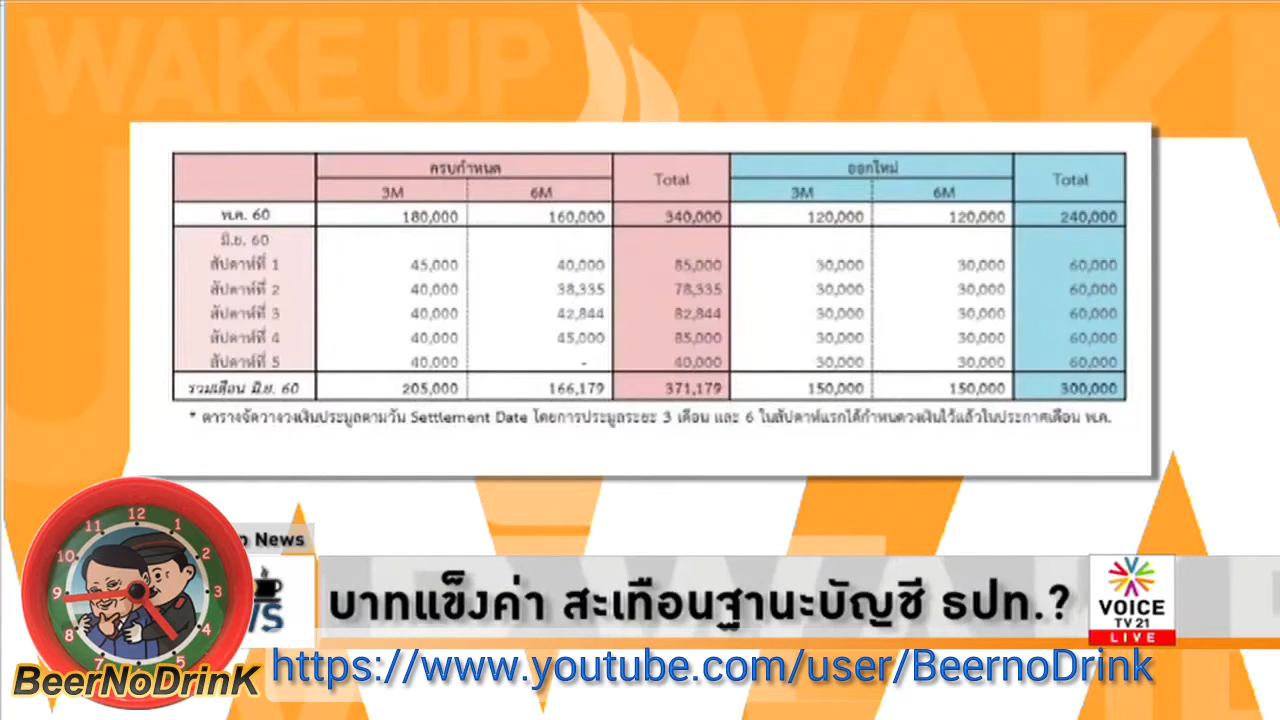 WAKE UP
ครบกำหนด Total ออกใหม่ Total
3M 6M 3M 6M
พ.ค. 60 180,000 160,000 340,000 120,000 120,000 240,000
มิ.ย. 60
สัปดาห์ที่ 1 45,000 40,000 85,000 30,000 30,000 60,000
สัปดาห์ที่ 2 40,000 38,335 78,335 30,000 30,000 60,000
สัปดาห์ที่ 3 40,000 42,844 82,844 30,000 30,000 60,000
สัปดาห์ที่ 4 40,000 45,000 85,000 30,000 30,000 60,000
สัปดาห์ที่ 5 40,000 - 40,000 30,000 30,000 60,000
รวมเดือน มิ.ย. 60 205,000 166,179 371,179 150,000 150,000 300,000
* ตารางจัดวางวงเงินประมูลตามวัน Settlement Date โดยการประมูลระยะ 3 เดือน และ 6 ในสัปดาห์แรกได้กำหนดวงเงินไว้แล้วในประกาศเดือน พ.ค.
News
บาทแข็งค่า สะเทือนฐานะบัญชี ธปท.?
VOICE
TV 21
LIVE
12 1 2 3 4 5 7 8 9 10 11
BeerNoDrinK
https://www.youtube.com/user/BeernoDrink